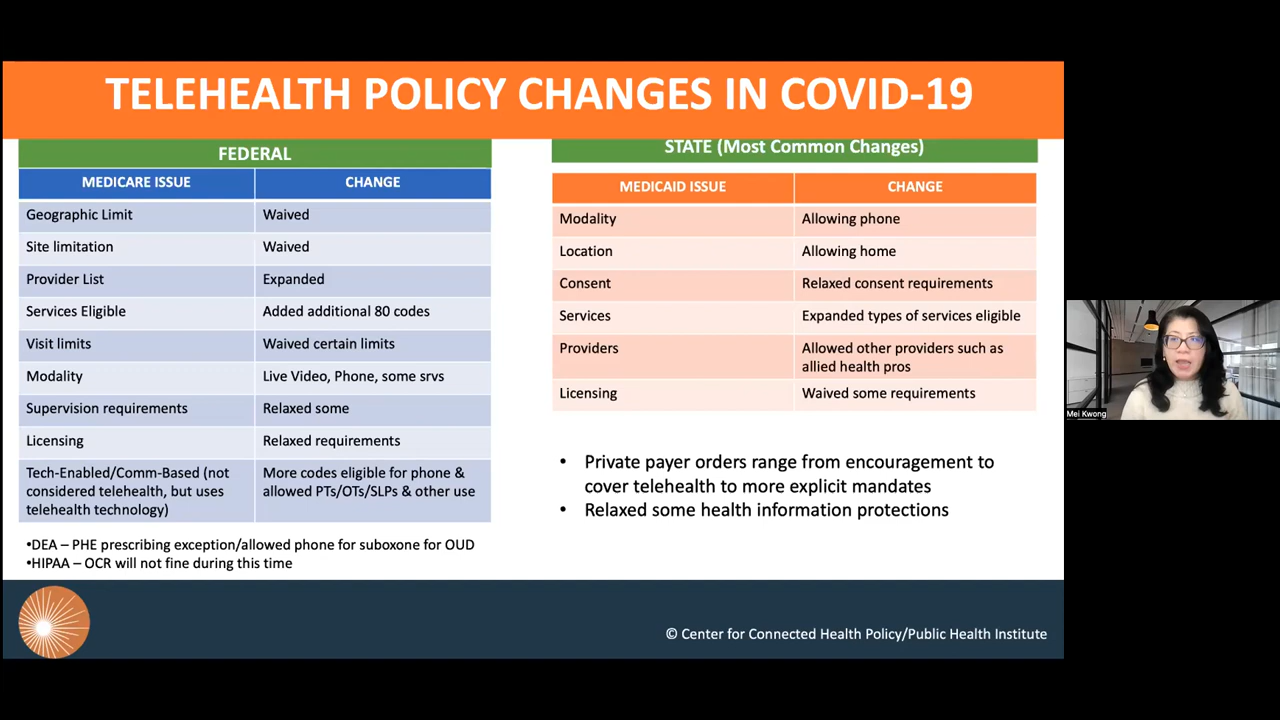 TELEHEALTH POLICY CHANGES IN COVID-19
FEDERAL
MEDICARE ISSUE CHANGE
Geographic Limit Waived
Site limitation Waived
Provider List Expanded
Services Eligible Added additional 80 codes
Visit limits Waived certain limits
Modality Live Video, Phone, some srvs
Supervision requirements Relaxed some
Licensing Relaxed requirements
Tech-Enabled/Comm-Based (not
considered telehealth, but uses
telehealth technology)
More codes eligible for phone &
allowed PTs/OTs/SLPs & other use
•DEA – PHE prescribing exception/allowed phone for suboxone for OUD
•HIPAA – OCR will not fine during this time
STATE (Most Common Changes)
MEDICAID ISSUE CHANGE
Modality Allowing phone
Location Allowing home
Consent Relaxed consent requirements
Services Expanded types of services eligible
Providers Allowed other providers such as
allied health pros
Licensing Waived some requirements
• Private payer orders range from encouragement to
cover telehealth to more explicit mandates
• Relaxed some health information protections
© Center for Connected Health Policy/Public Health Institute
Mei Kwong